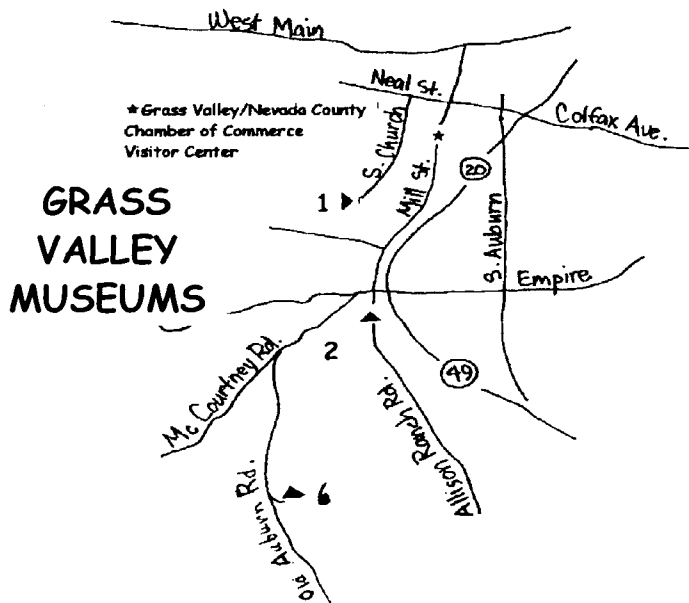 West Main
Neal St.
Colfax Ave.
★Grass Valley/Nevada County
Chamber of Commerce
Visitor Center
S. Church
Mill St.
20
S. Auburn
1
GRASS
VALLEY
MUSEUMS
Empire
2
49
Mc Courtney Rd.
Allison Ranch Rd.
6
Old Auburn Rd.